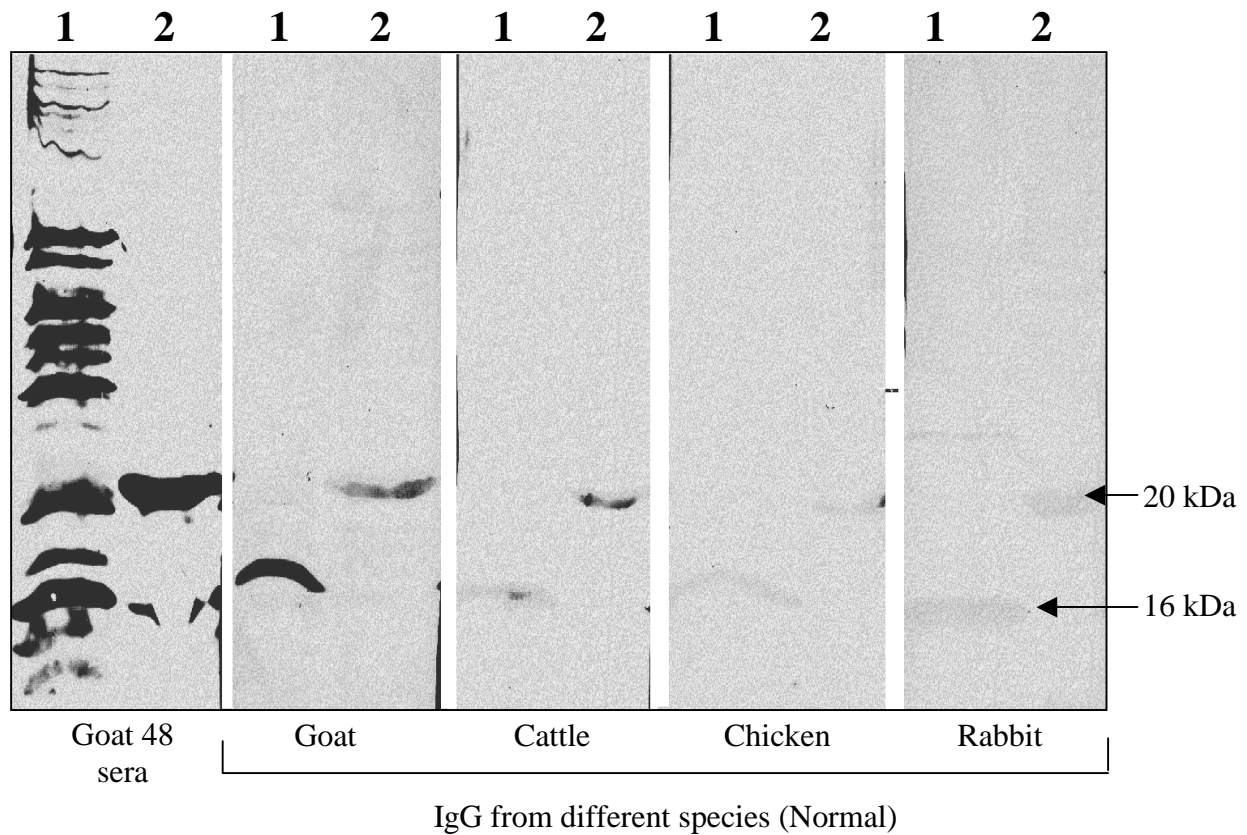 1 2 1 2 1 2 1 2 1 2
20 kDa
16 kDa
Goat 48
sera
Goat Cattle Chicken Rabbit
IgG from different species (Normal)